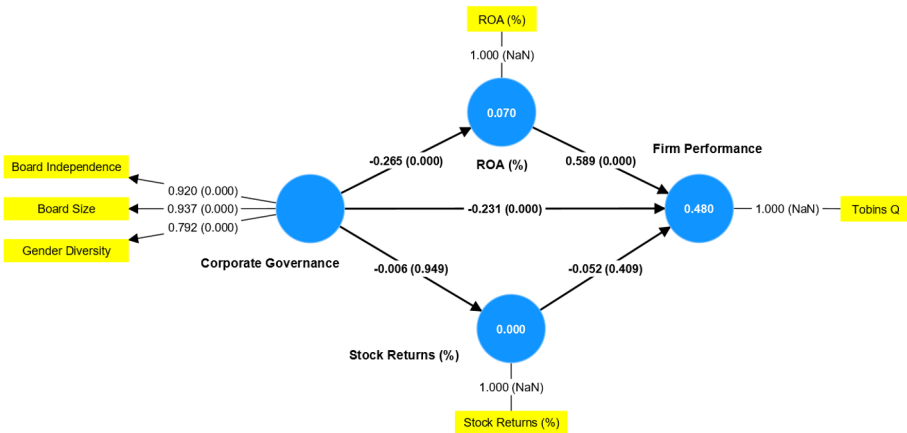 ROA (%)
1.000 (NaN)
0.070
ROA (%)
-0.265 (0.000)
0.589 (0.000)
Firm Performance
Board Independence
0.920 (0.000)
Board Size
0.937 (0.000)
Gender Diversity
0.792 (0.000)
Corporate Governance
-0.231 (0.000)
0.480
1.000 (NaN)
Tobins Q
-0.006 (0.949)
-0.052 (0.409)
0.000
Stock Returns (%)
1.000 (NaN)
Stock Returns (%)